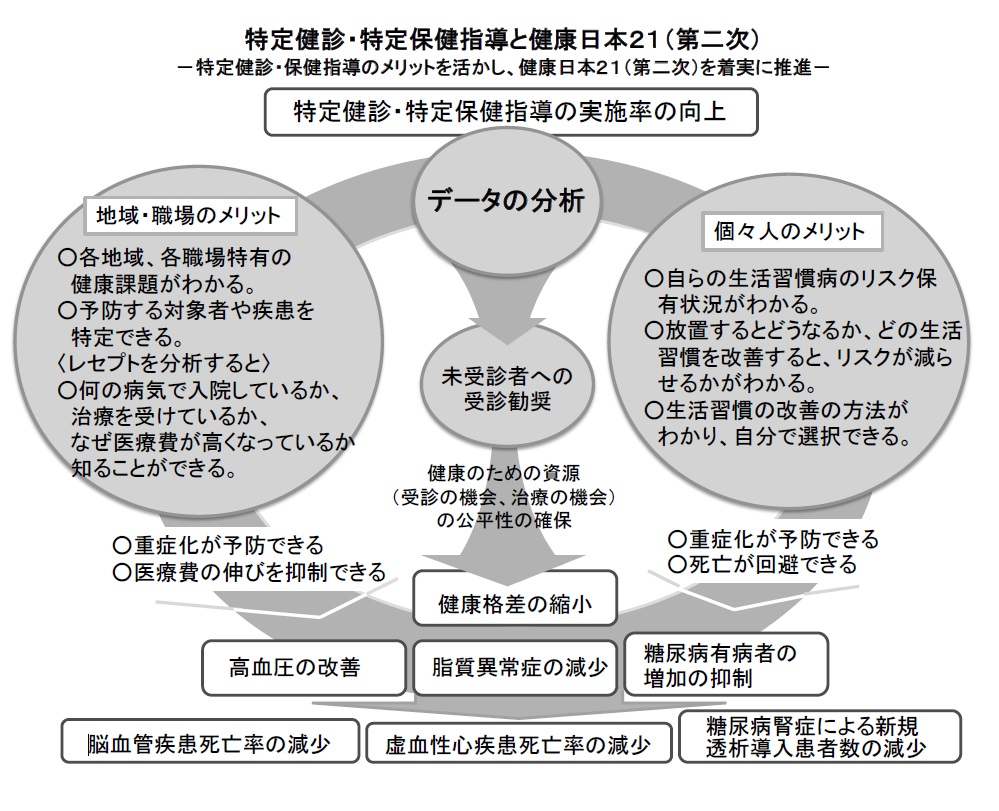 特定健診・特定保健指導と健康日本２１（第二次）
－特定健診・保健指導のメリットを活かし、健康日本２１（第二次）を着実に推進－
特定健診・特定保健指導の実施率の向上
データの分析
地域・職場のメリット
○各地域、各職場特有の
健康課題がわかる。
○予防する対象者や疾患を
特定できる。
〈レセプトを分析すると〉
○何の病気で入院しているか、
治療を受けているか、
なぜ医療費が高くなっているか
知ることができる。
個々人のメリット
○自らの生活習慣病のリスク保
有状況がわかる。
○放置するとどうなるか、どの生活
習慣を改善すると、リスクが減ら
せるかがわかる。
○生活習慣の改善の方法が
わかり、自分で選択できる。
未受診者への
受診勧奨
健康のための資源
（受診の機会、治療の機会）
の公平性の確保
○重症化が予防できる
○医療費の伸びを抑制できる
○重症化が予防できる
○死亡が回避できる
健康格差の縮小
高血圧の改善
脂質異常症の減少
糖尿病有病者の
増加の抑制
脳血管疾患死亡率の減少
虚血性心疾患死亡率の減少
糖尿病腎症による新規
透析導入患者数の減少